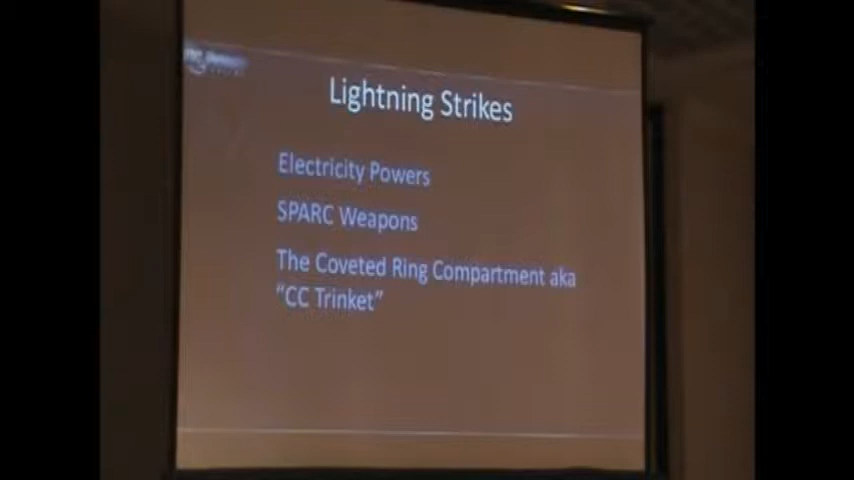 Lightning Strikes
Electricity Powers
SPARC Weapons
The Coveted Ring Compartment aka
“CC Trinket”